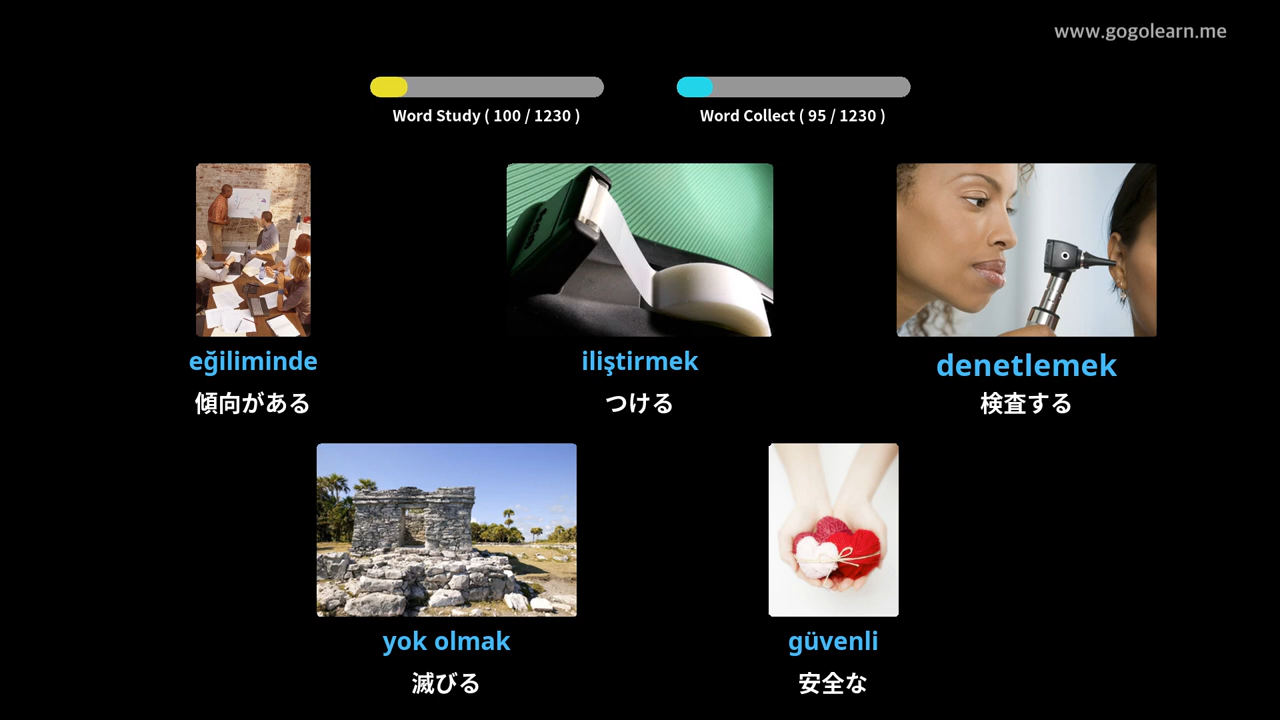 www.gogolearn.me
Word Study ( 100 / 1230 )
Word Collect ( 95 / 1230 )
eğiliminde
傾向がある
iliştirmek
つける
denetlemek
検査する
yok olmak
滅びる
güvenli
安全な